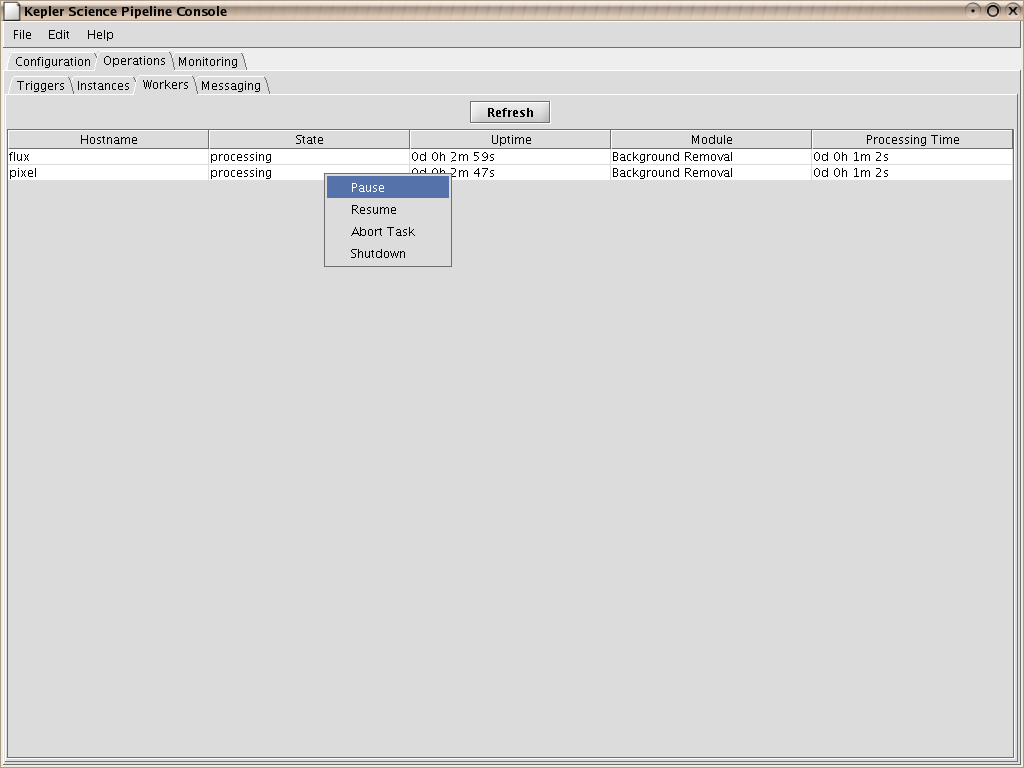 Kepler Science Pipeline Console
File Edit Help
Configuration Operations Monitoring
Triggers Instances Workers Messaging
Refresh
Hostname State Uptime Module Processing Time
flux processing 0d 0h 2m 59s Background Removal 0d 0h 1m 2s
pixel processing 0d 0h 2m 47s Background Removal 0d 0h 1m 2s
Pause
Resume
Abort Task
Shutdown